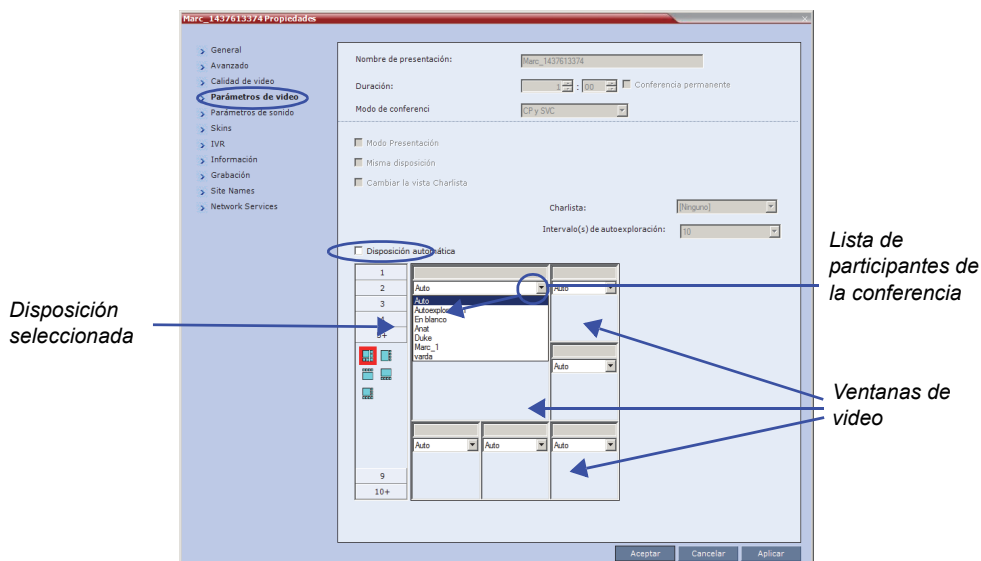 Marc_1437613374 Propiedades
General
Avanzado
Calidad de video
Parámetros de video
Parámetros de sonido
Skins
IVR
Información
Grabación
Site Names
Network Services
Nombre de presentación:
Marc_1437613374
Duración:
1 : 00
Conferencia permanente
Modo de conferenci
CP y SVC
Modo Presentación
Misma disposición
Cambiar la vista Charlista
Charlista:
[Ninguno]
Intervalo(s) de autoexploración:
10
Disposición automática
1
2
3
9
10+
Auto
Auto
Auto
En blanco
Anat
Duke
Marc_1
varda
Auto
Auto
Auto
Auto
Aceptar
Cancelar
Aplicar
Disposición
seleccionada
Lista de
participantes de
la conferencia
Ventanas de
video